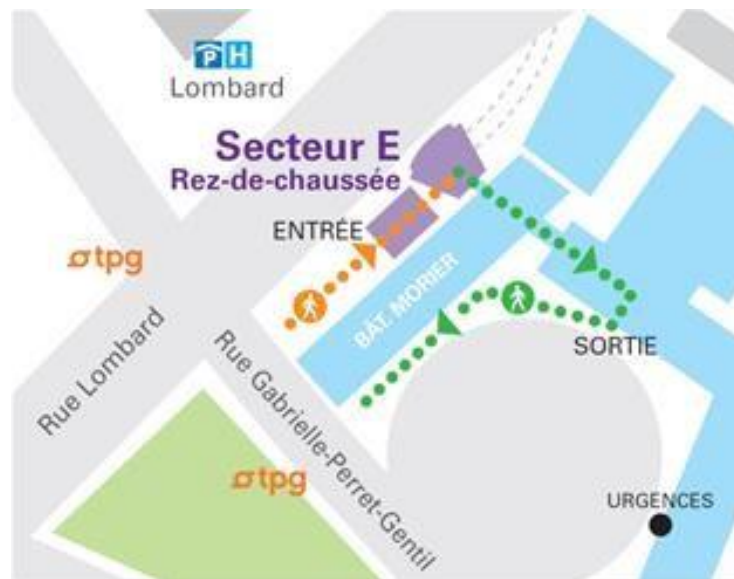 P H
Lombard
Secteur E
Rez-de-chaussée
ENTRÉE
tpg
BÂT. MORIER
SORTIE
Rue Lombard
Rue Gabrielle-Perret-Gentil
tpg
URGENCES